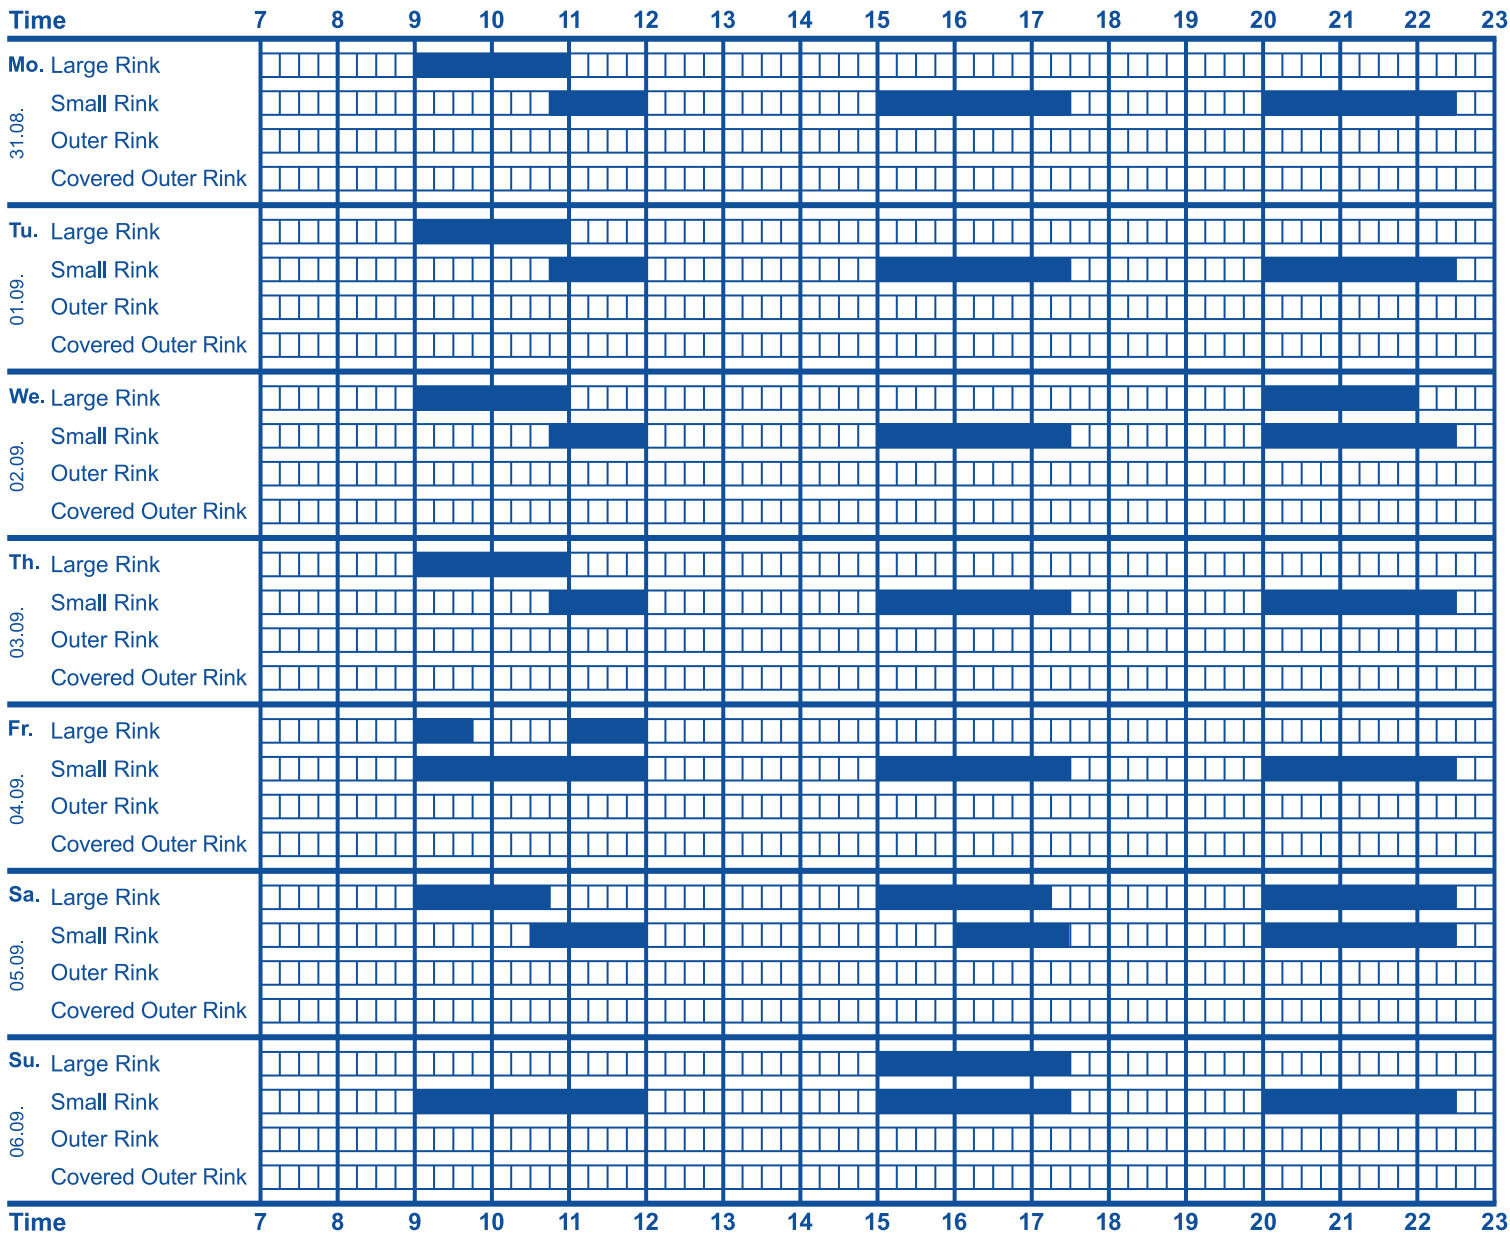 Time 7 8 9 10 11 12 13 14 15 16 17 18 19 20 21 22 23
Mo. Large Rink
Small Rink
31.08.
Outer Rink
Covered Outer Rink
Tu. Large Rink
Small Rink
01.09.
Outer Rink
Covered Outer Rink
We. Large Rink
Small Rink
02.09.
Outer Rink
Covered Outer Rink
Th. Large Rink
Small Rink
03.09.
Outer Rink
Covered Outer Rink
Fr. Large Rink
Small Rink
04.09.
Outer Rink
Covered Outer Rink
Sa. Large Rink
Small Rink
05.09.
Outer Rink
Covered Outer Rink
Su. Large Rink
Small Rink
06.09.
Outer Rink
Covered Outer Rink
Time 7 8 9 10 11 12 13 14 15 16 17 18 19 20 21 22 23